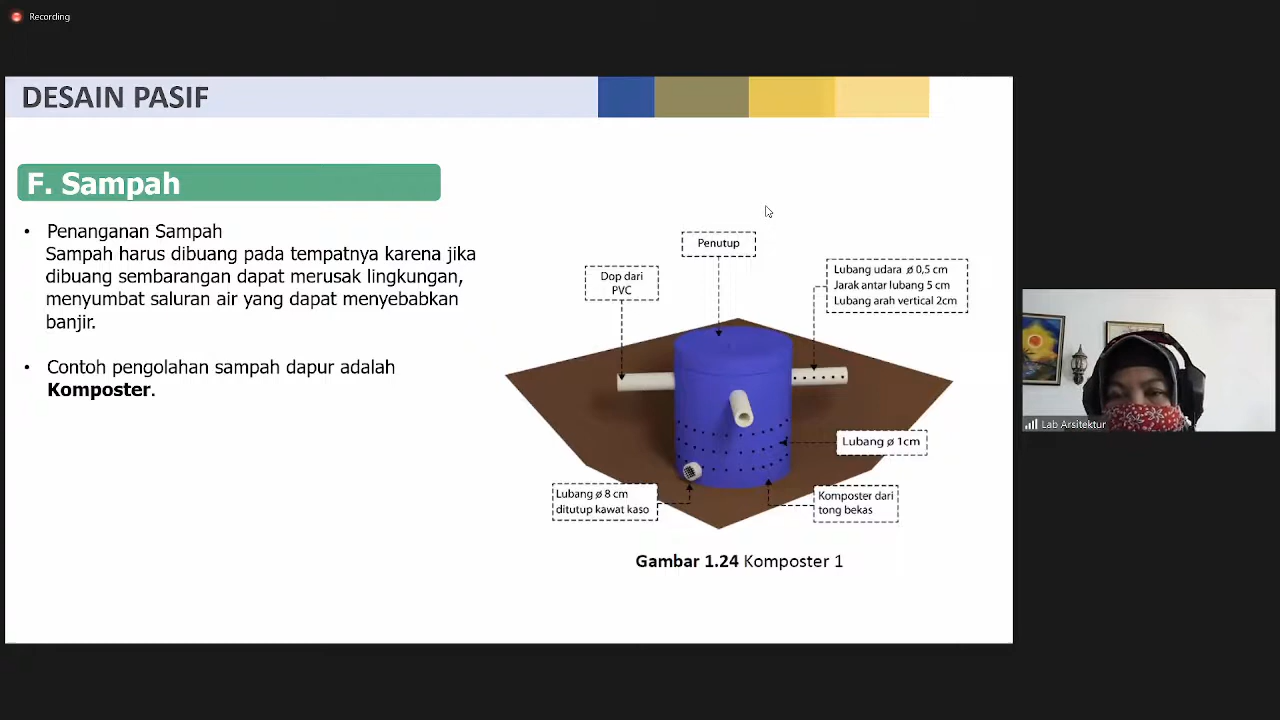 Recording
DESAIN PASIF
F. Sampah
• Penanganan Sampah
Sampah harus dibuang pada tempatnya karena jika
dibuang sembarangan dapat merusak lingkungan,
menyumbat saluran air yang dapat menyebabkan
banjir.
• Contoh pengolahan sampah dapur adalah
Komposter.
Penutup
Dop dari
PVC
Lubang udara ø 0,5 cm
Jarak antar lubang 5 cm
Lubang arah vertical 2cm
Lubang ø 1cm
Lubang ø 8 cm
ditutup kawat kaso
Komposter dari
tong bekas
Gambar 1.24 Komposter 1
Lab Arsitektur